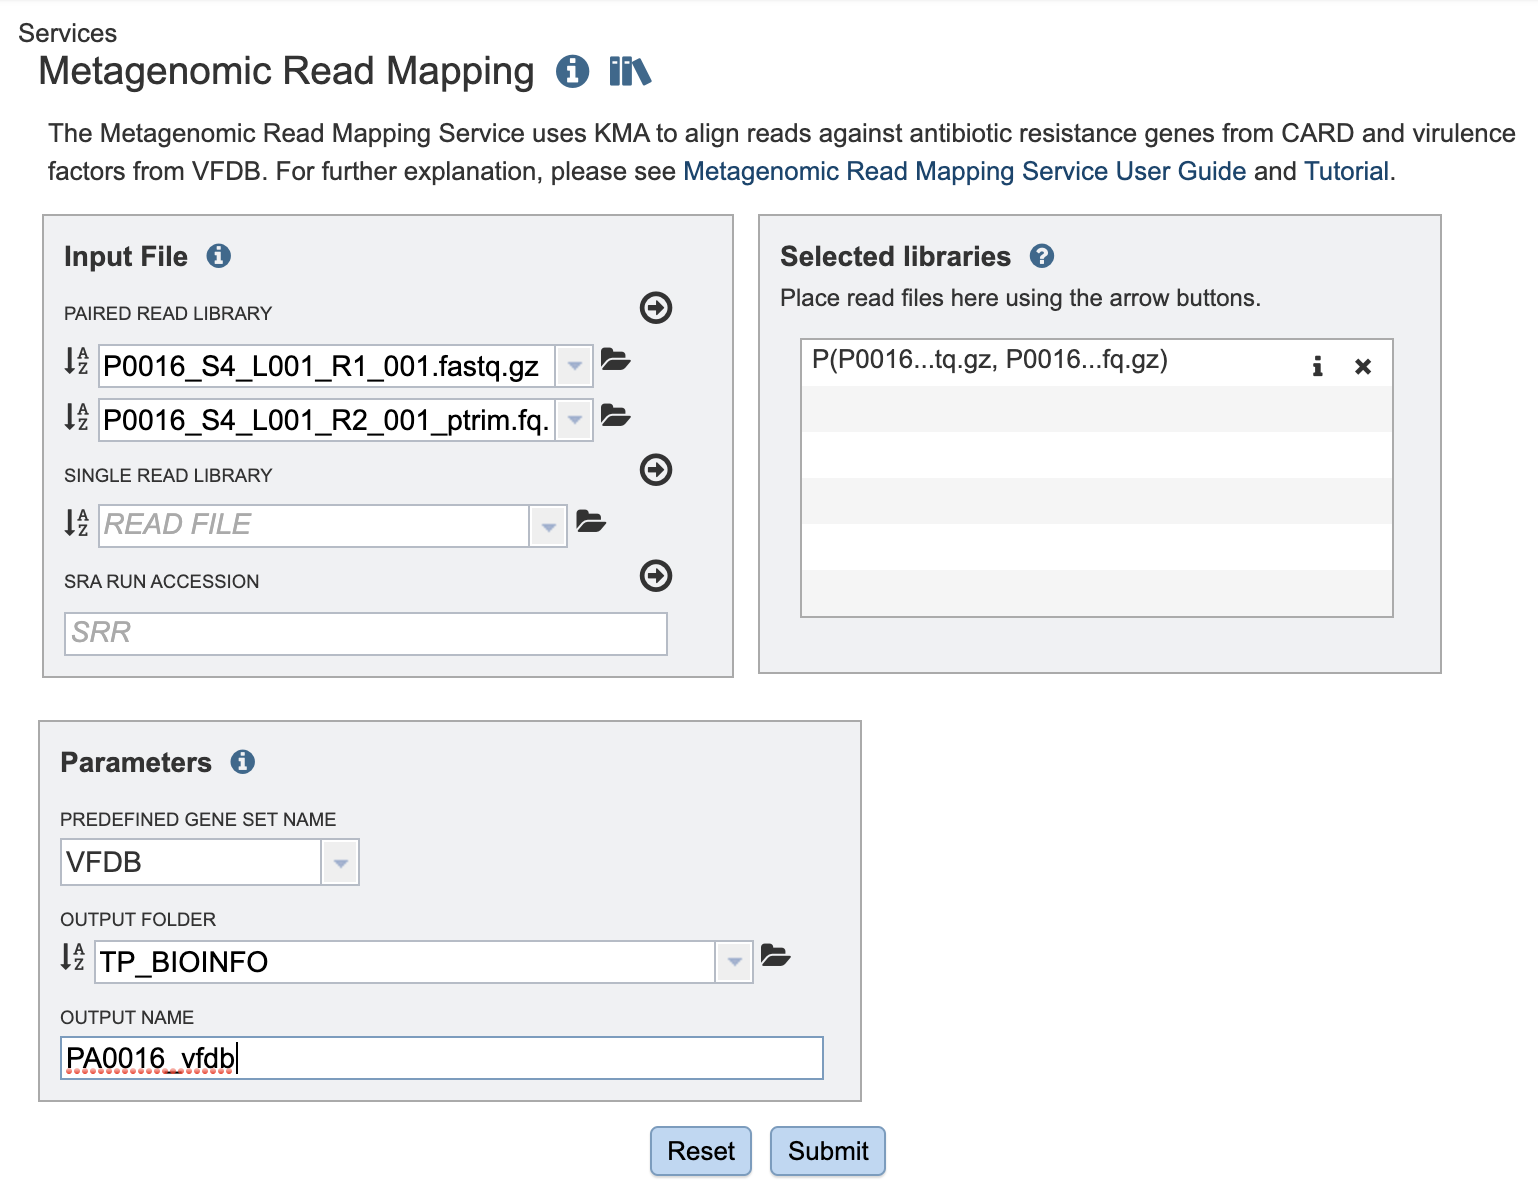 Services
Metagenomic Read Mapping
The Metagenomic Read Mapping Service uses KMA to align reads against antibiotic resistance genes from CARD and virulence
factors from VFDB. For further explanation, please see Metagenomic Read Mapping Service User Guide and Tutorial.
Input File
PAIRED READ LIBRARY
P0016_S4_L001_R1_001.fastq.gz
P0016_S4_L001_R2_001_ptrim.fq.
SINGLE READ LIBRARY
READ FILE
SRA RUN ACCESSION
SRR
Selected libraries
Place read files here using the arrow buttons.
P(P0016...tq.gz, P0016...fq.gz)
Parameters
PREDEFINED GENE SET NAME
VFDB
OUTPUT FOLDER
TP_BIOINFO
OUTPUT NAME
PA0016_vfdb
Reset
Submit